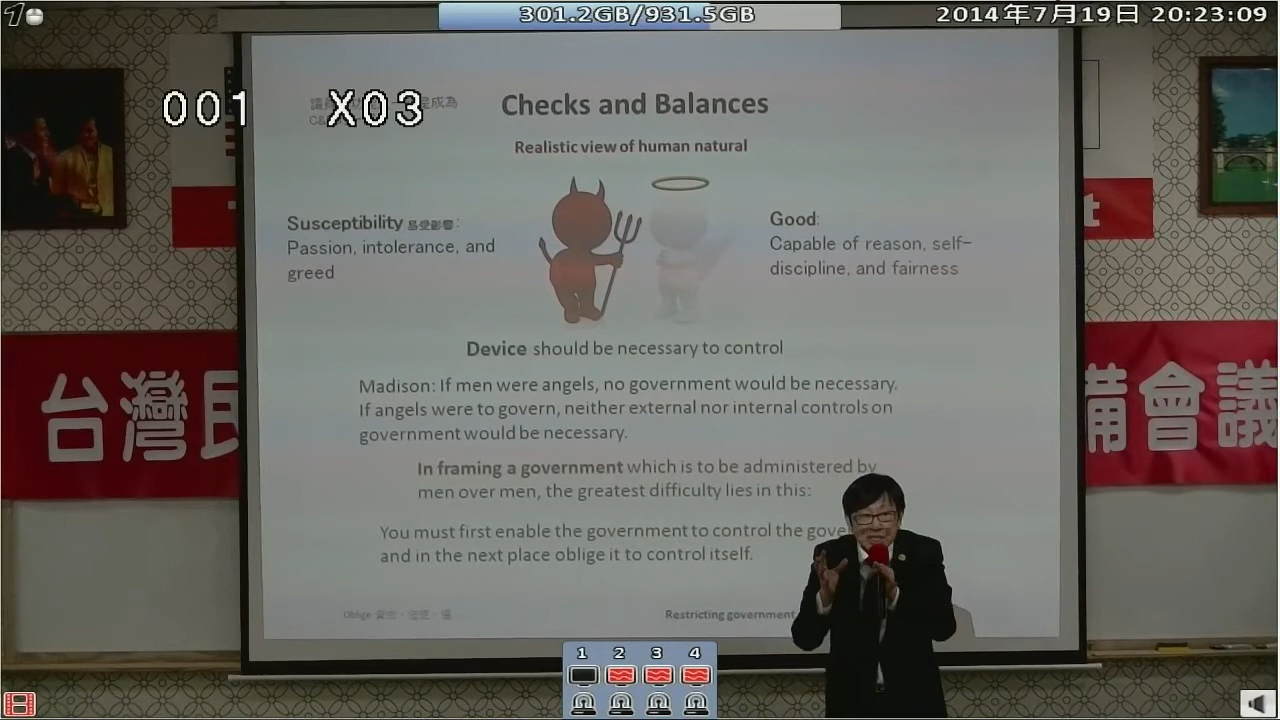 301.2GB/931.5GB
2014年7月19日 20:23:09
001 X03
Checks and Balances
Realistic view of human natural
Susceptibility 易受影響:
Passion, intolerance, and
greed
Good:
Capable of reason, self-
discipline, and fairness
Device should be necessary to control
Madison: If men were angels, no government would be necessary.
If angels were to govern, neither external nor internal controls on
government would be necessary.
台灣民
備會議
In framing a government which is to be administered by
men over men, the greatest difficulty lies in this:
You must first enable the government to control the gove
and in the next place oblige it to control itself.
Oblige
Restricting government
1 2 3 4